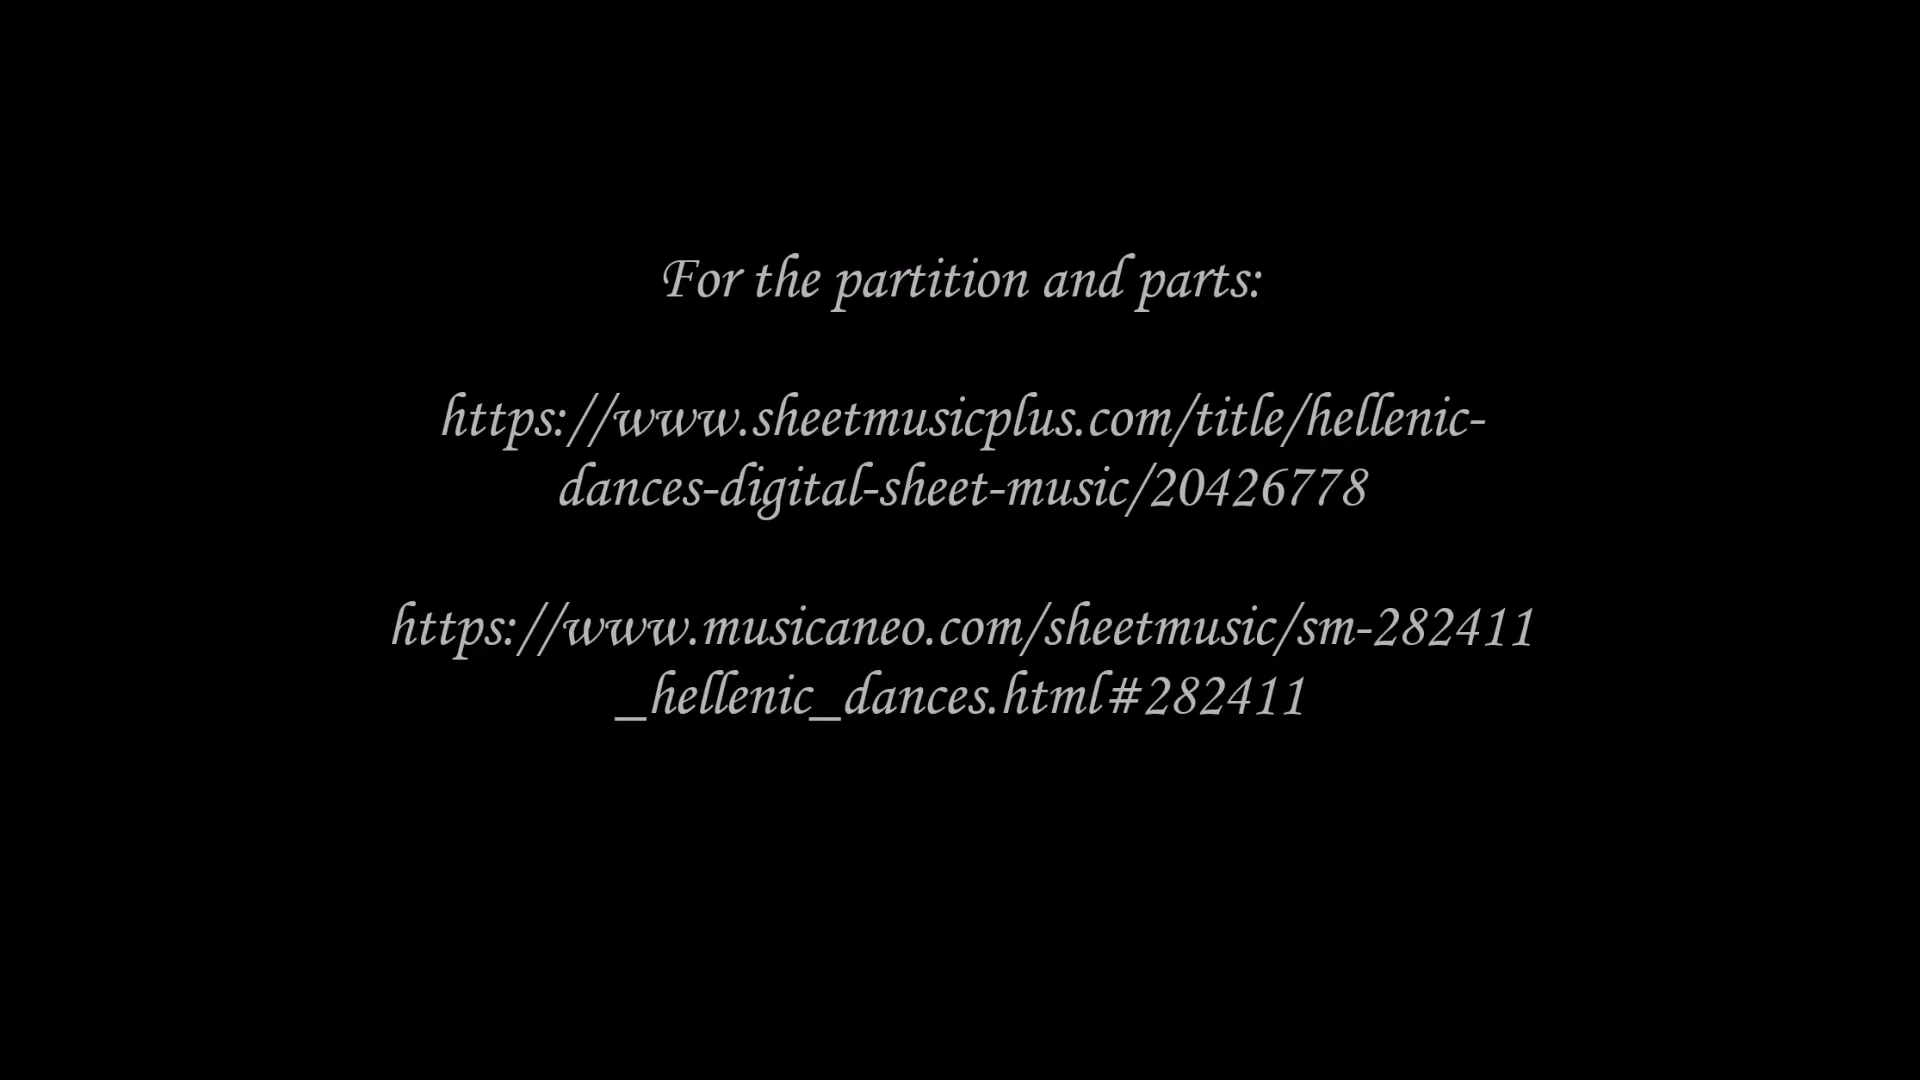 For the partition and parts:
https://www.sheetmusicplus.com/title/hellenic-
dances-digital-sheet-music/20426778
https://www.musicaneo.com/sheetmusic/sm-282411
_hellenic_dances.html#282411